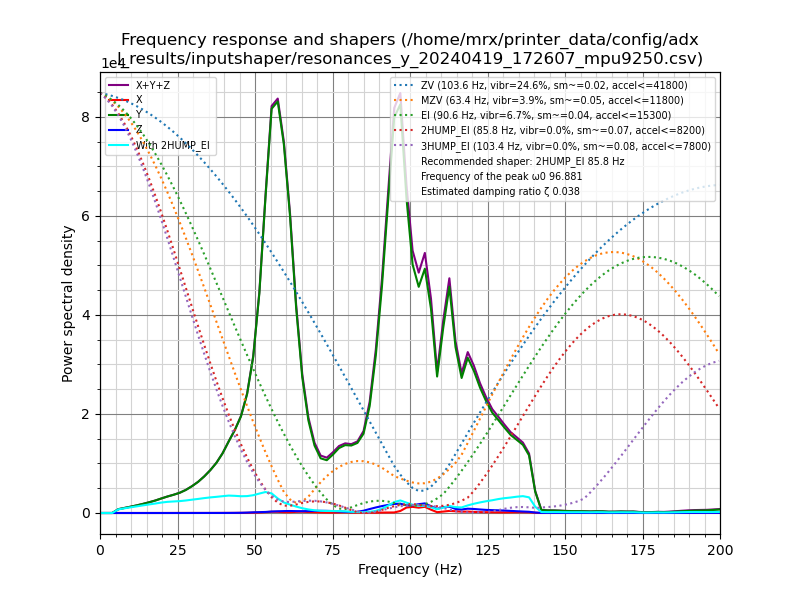 Frequency response and shapers (/home/mrx/printer_data/config/adx
l_results/inputshaper/resonances_y_20240419_172607_mpu9250.csv)
1e4
X+Y+Z
X
Y
Z
With 2HUMP_EI
ZV (103.6 Hz, vibr=24.6%, sm~=0.02, accel<=41800)
MZV (63.4 Hz, vibr=3.9%, sm~=0.05, accel<=11800)
EI (90.6 Hz, vibr=6.7%, sm~=0.04, accel<=15300)
2HUMP_EI (85.8 Hz, vibr=0.0%, sm~=0.07, accel<=8200)
3HUMP_EI (103.4 Hz, vibr=0.0%, sm~=0.08, accel<=7800)
Recommended shaper: 2HUMP_EI 85.8 Hz
Frequency of the peak ω0 96.881
Estimated damping ratio ζ 0.038
Power spectral density
8
6
4
2
0
0 25 50 75 100 125 150 175 200
Frequency (Hz)